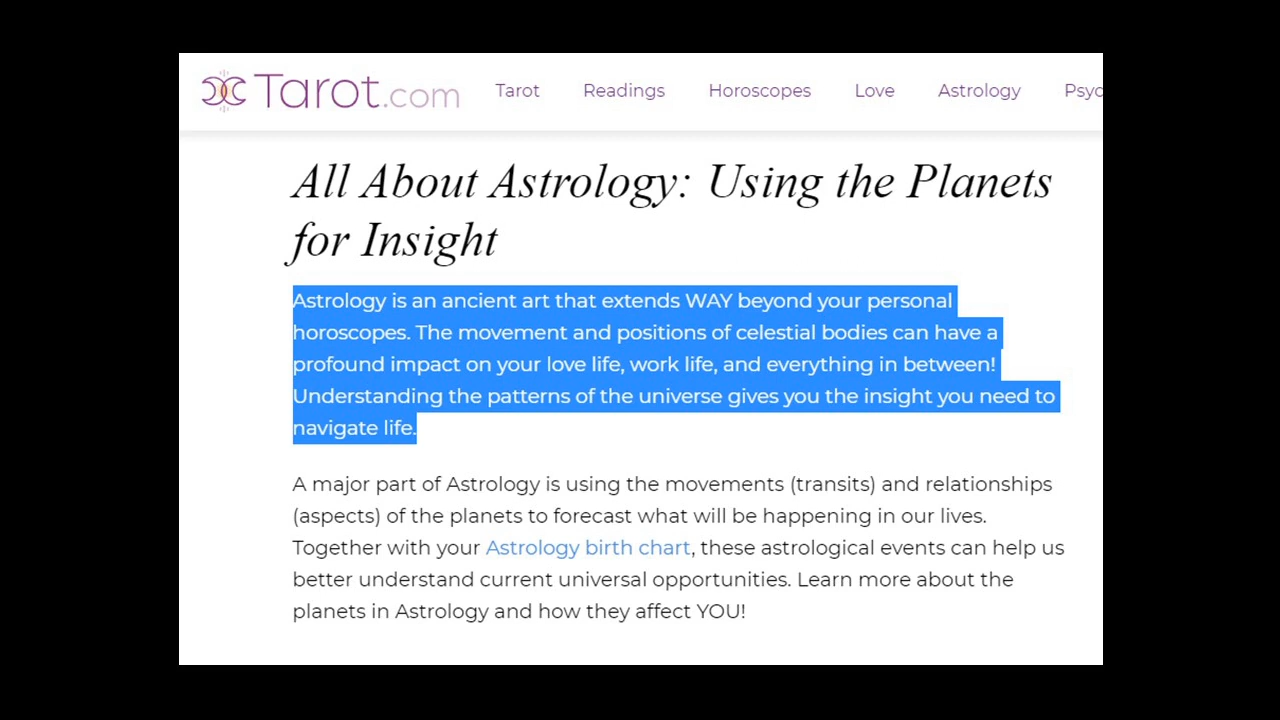 Tarot.com Tarot Readings Horoscopes Love Astrology Psyc
All About Astrology: Using the Planets
for Insight
Astrology is an ancient art that extends WAY beyond your personal
horoscopes. The movement and positions of celestial bodies can have a
profound impact on your love life, work life, and everything in between!
Understanding the patterns of the universe gives you the insight you need to
navigate life.
A major part of Astrology is using the movements (transits) and relationships
(aspects) of the planets to forecast what will be happening in our lives.
Together with your Astrology birth chart, these astrological events can help us
better understand current universal opportunities. Learn more about the
planets in Astrology and how they affect YOU!